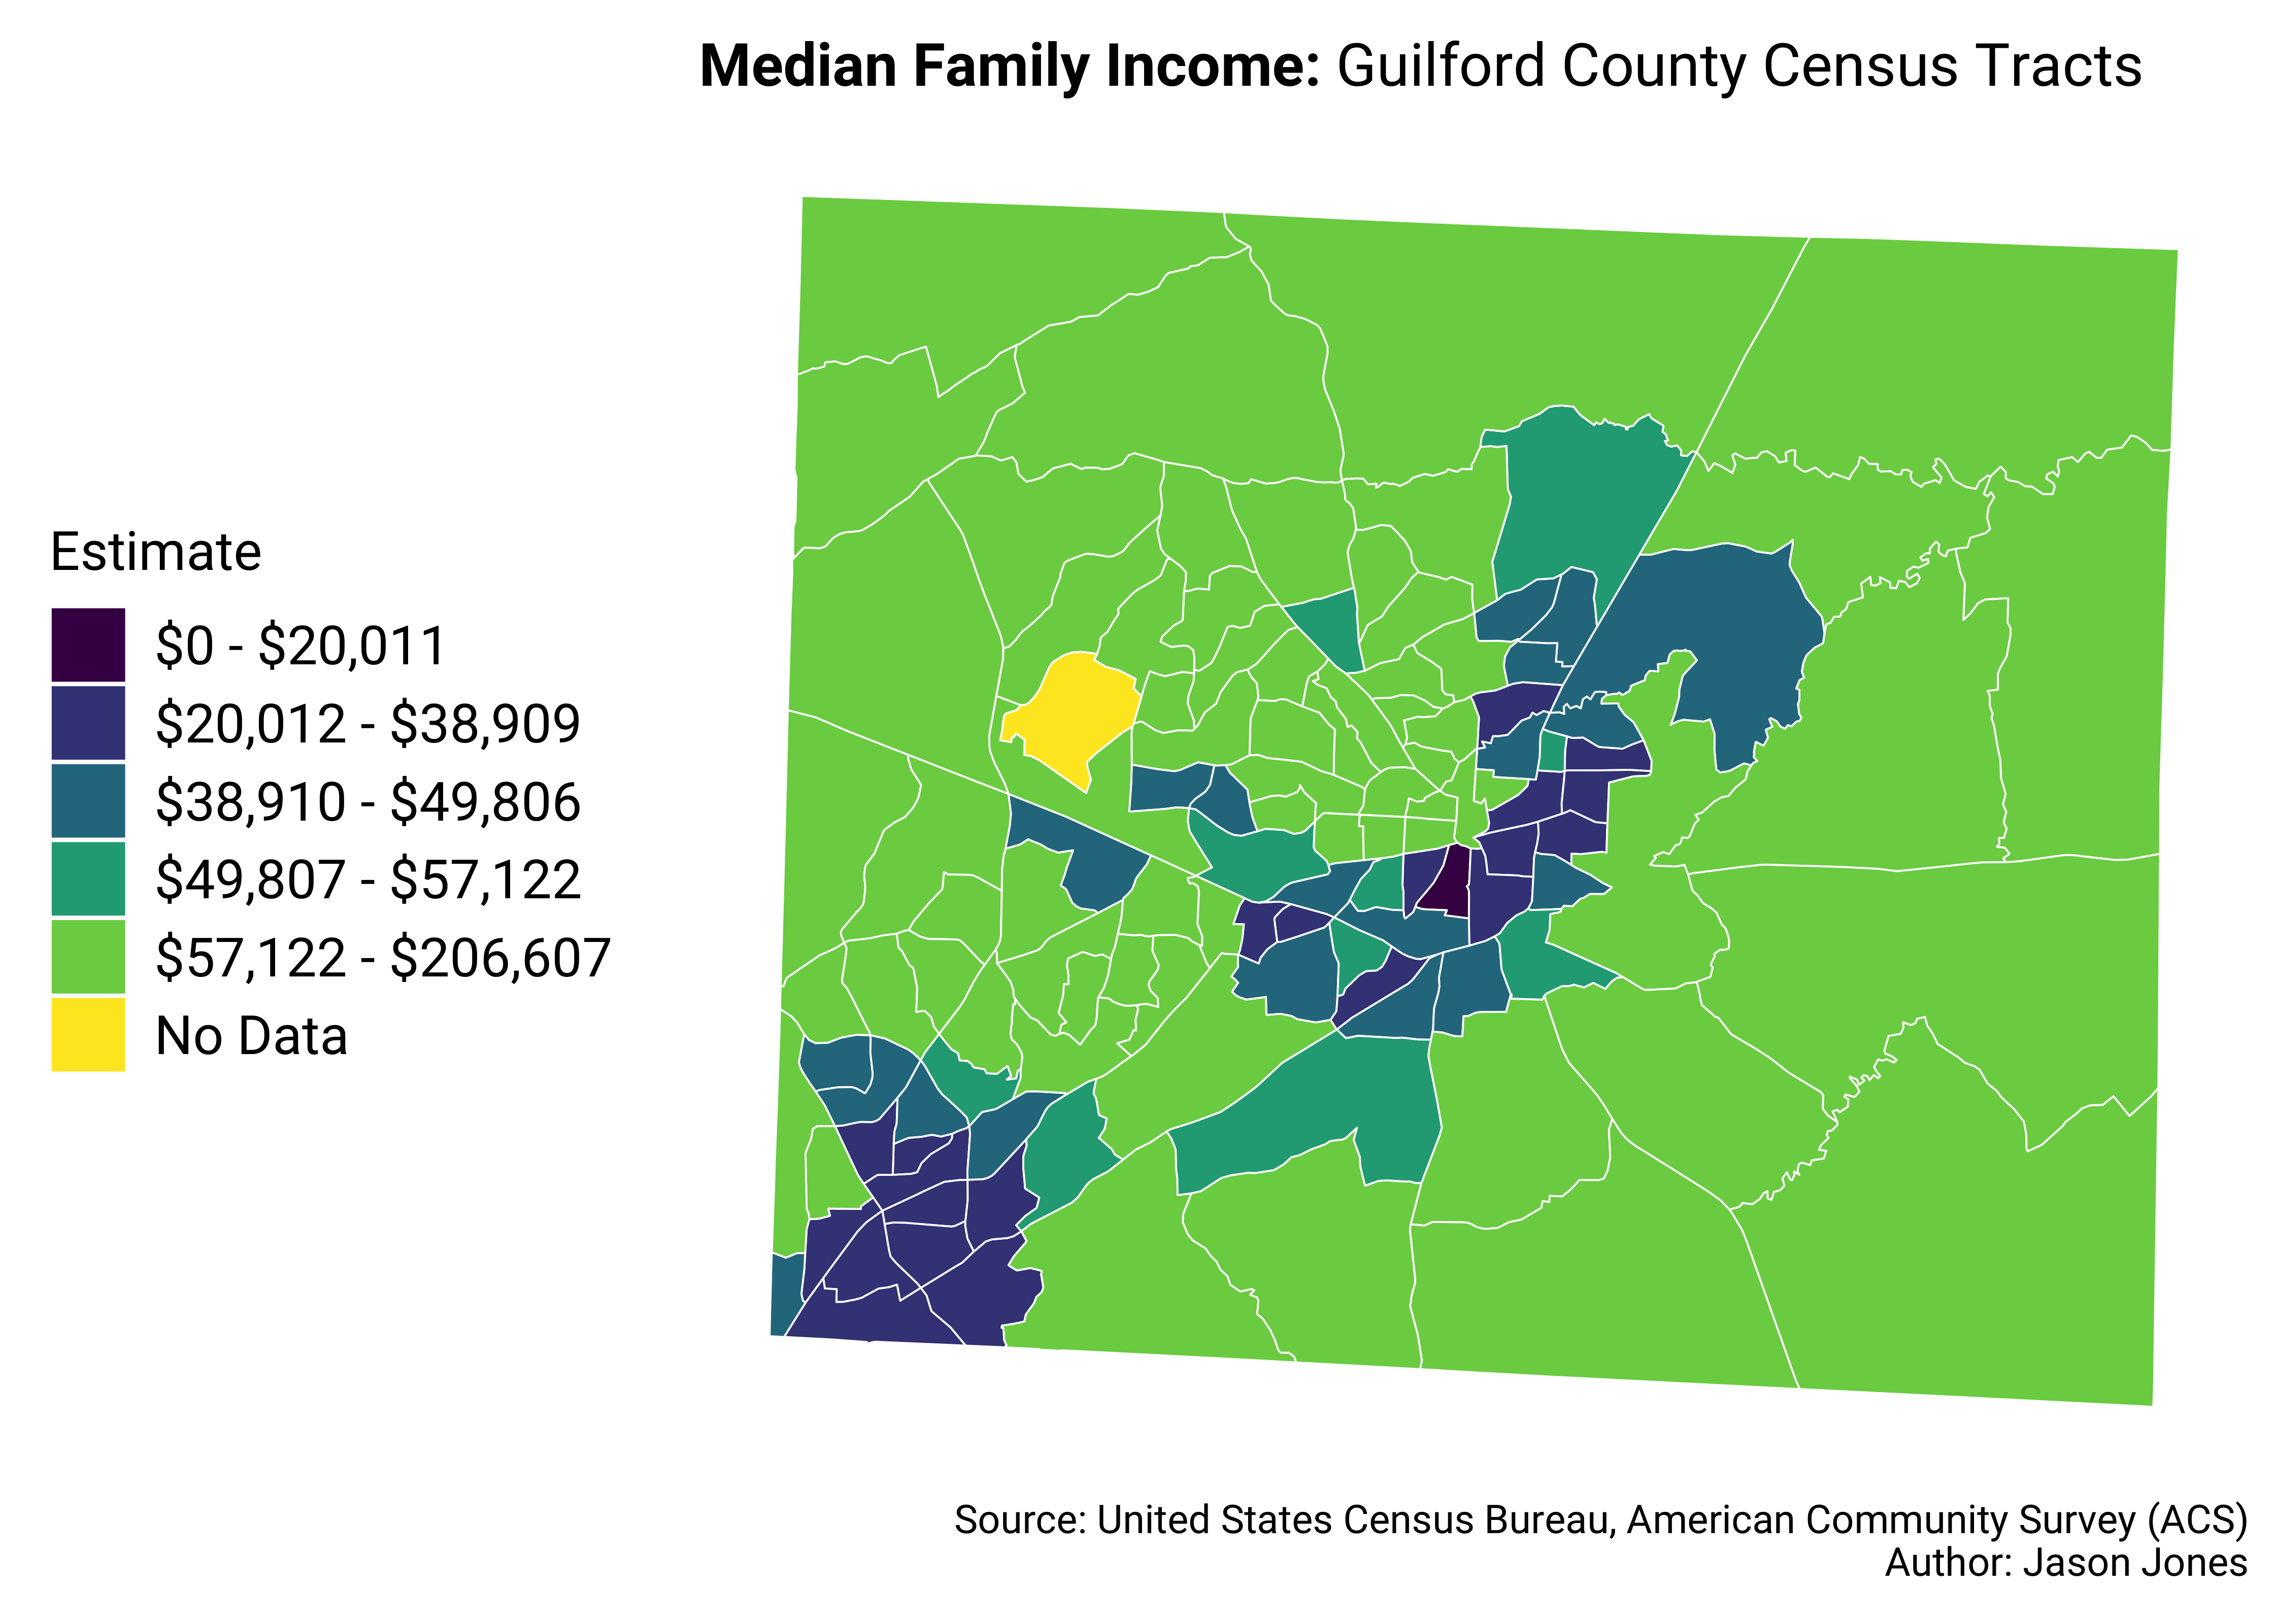 Median Family Income: Guilford County Census Tracts
Estimate
$0 - $20,011
$20,012 - $38,909
$38,910 - $49,806
$49,807 - $57,122
$57,122 - $206,607
No Data
Source: United States Census Bureau, American Community Survey (ACS)
Author: Jason Jones